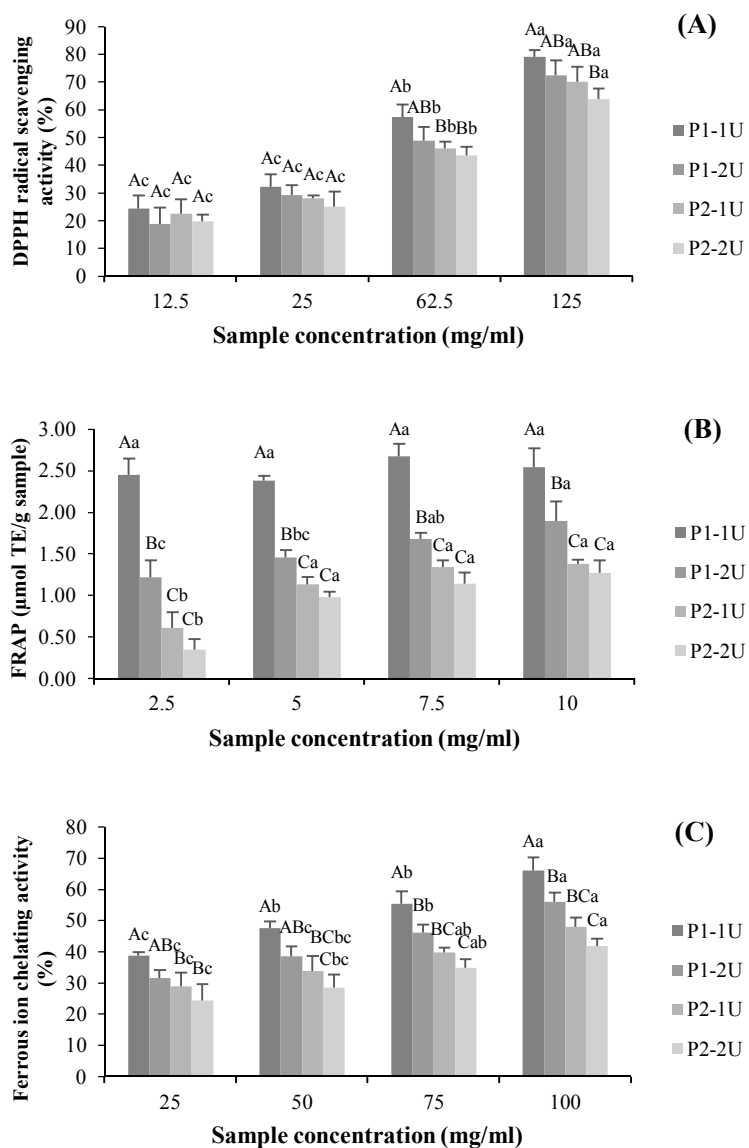 (A)
DPPH radical scavenging
activity (%)
90
80
70
60
50
40
30
20
10
0
Ac Ac Ac Ac
Ac Ac Ac Ac
Ab ABb Bb Bb
Aa ABa ABa Ba
12.5 25 62.5 125
Sample concentration (mg/ml)
P1-1U
P1-2U
P2-1U
P2-2U
(B)
FRAP (µmol TE/g sample)
3.00
2.50
2.00
1.50
1.00
0.50
0.00
Aa Bc Cb Cb
Aa Bbc Ca Ca
Aa Bab Ca Ca
Aa Ba Ca Ca
2.5 5 7.5 10
Sample concentration (mg/ml)
P1-1U
P1-2U
P2-1U
P2-2U
(C)
Ferrous ion chelating activity
(%)
80
70
60
50
40
30
20
10
0
Ac ABc Bc Bc
Ab ABc BCbc Cbc
Ab Bb BCab Cab
Aa Ba BCa Ca
25 50 75 100
Sample concentration (mg/ml)
P1-1U
P1-2U
P2-1U
P2-2U